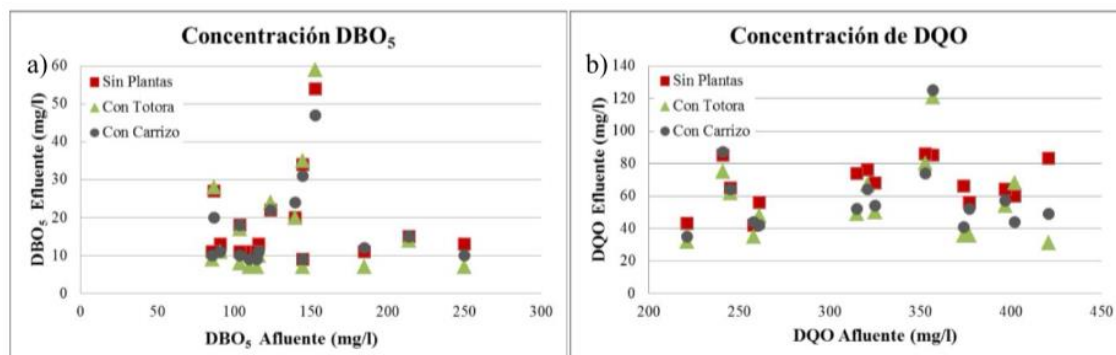 Concentración DBO₅
a)
Sin Plantas
Con Totora
Con Carrizo
DBO₅ Efluente (mg/l)
60
50
40
30
20
10
0
0 50 100 150 200 250 300
DBO₅ Afluente (mg/l)
Concentración de DQO
b)
Sin Plantas
Con Totora
Con Carrizo
DQO Efluente (mg/l)
140
120
100
80
60
40
20
0
200 250 300 350 400 450
DQO Afluente (mg/l)